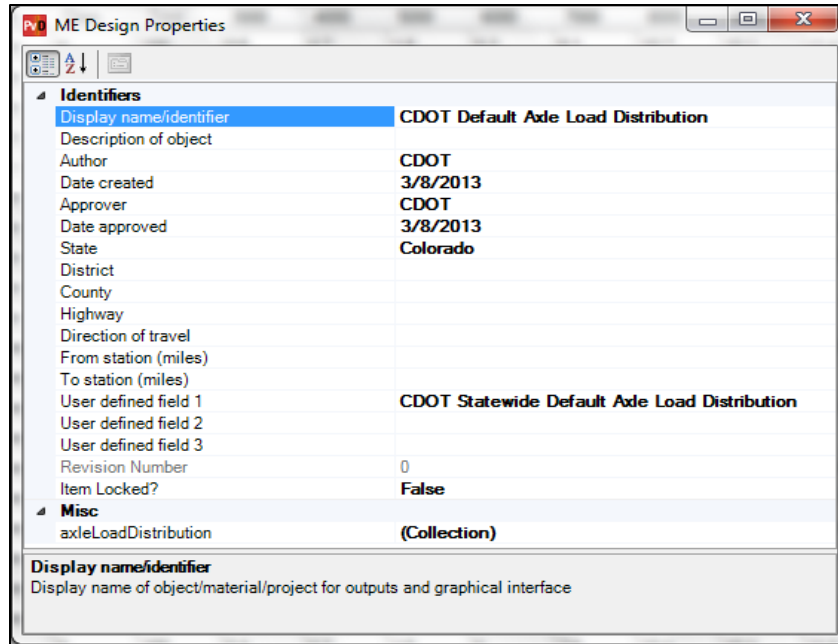 PvD ME Design Properties
Identifiers
Display name/identifier CDOT Default Axle Load Distribution
Description of object
Author CDOT
Date created 3/8/2013
Approver CDOT
Date approved 3/8/2013
State Colorado
District
County
Highway
Direction of travel
From station (miles)
To station (miles)
User defined field 1 CDOT Statewide Default Axle Load Distribution
User defined field 2
User defined field 3
Revision Number 0
Item Locked? False
Misc
axleLoadDistribution (Collection)
Display name/identifier
Display name of object/material/project for outputs and graphical interface